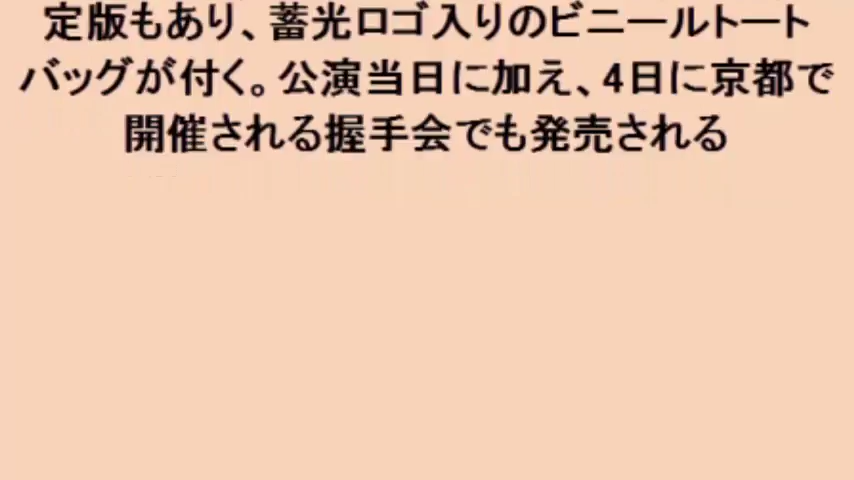 定版もあり、蓄光ロゴ入りのビニールトート
バッグが付く。公演当日に加え、4日に京都で
開催される握手会でも発売される